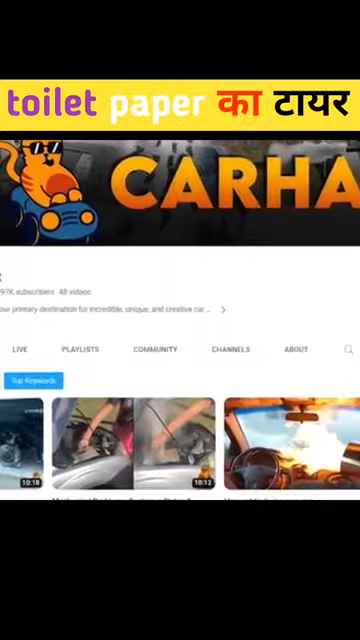 toilet paper का टायर
CARHA
97K subscribers 48 videos
our primary destination for incredible, unique, and creative car ...
LIVE PLAYLISTS COMMUNITY CHANNELS ABOUT
Top Keywords
10:18 10:12